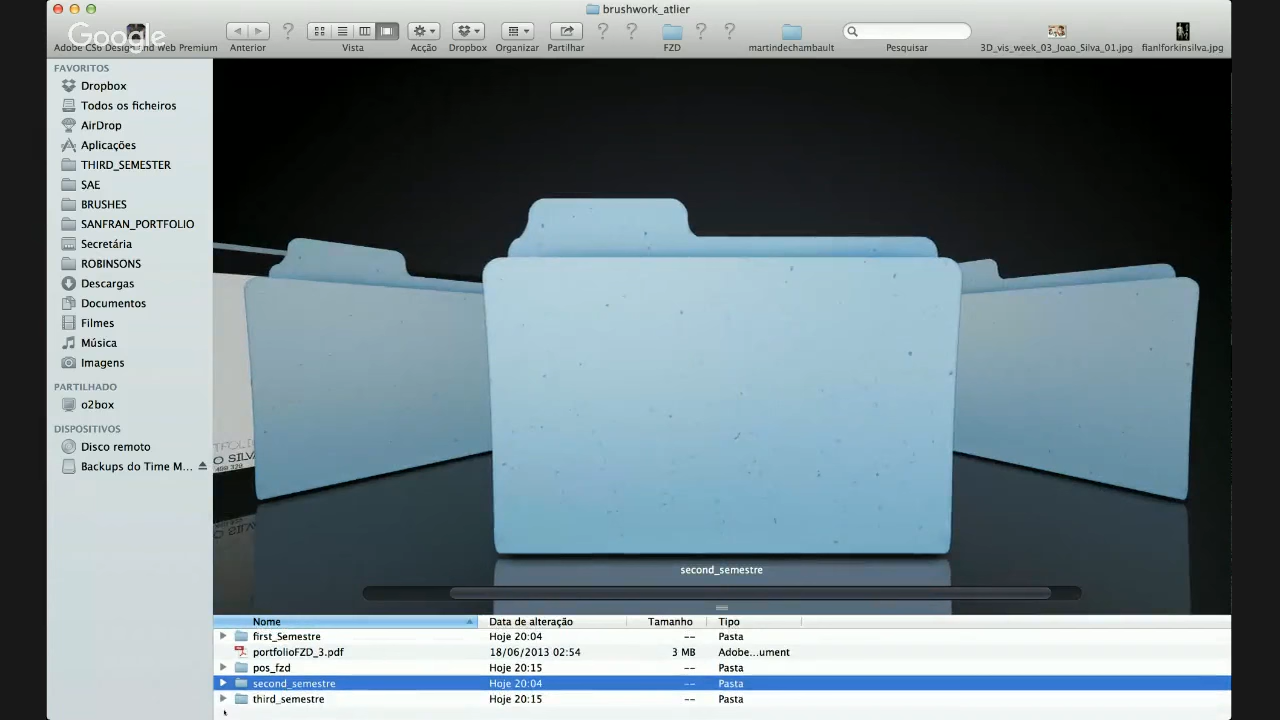 brushwork_atlier
Google
Adobe CS6 Design and Web Premium
Anterior
Vista
Acção
Dropbox
Organizar
Partilhar
FZD
martindechambault
Pesquisar
3D_vis_week_03_Joao_Silva_01.jpg
fianlforkinsilva.jpg
FAVORITOS
Dropbox
Todos os ficheiros
AirDrop
Aplicações
THIRD_SEMESTER
SAE
BRUSHES
SANFRAN_PORTFOLIO
Secretária
ROBINSONS
Descargas
Documentos
Filmes
Música
Imagens
PARTILHADO
o2box
DISPOSITIVOS
Disco remoto
Backups do Time M...
O SILVA
second_semestre
Nome Data de alteração Tamanho Tipo
first_Semestre Hoje 20:04 -- Pasta
portfolioFZD_3.pdf 18/06/2013 02:54 3 MB Adobe...ument
pos_fzd Hoje 20:15 -- Pasta
second_semestre Hoje 20:04 -- Pasta
third_semestre Hoje 20:15 -- Pasta